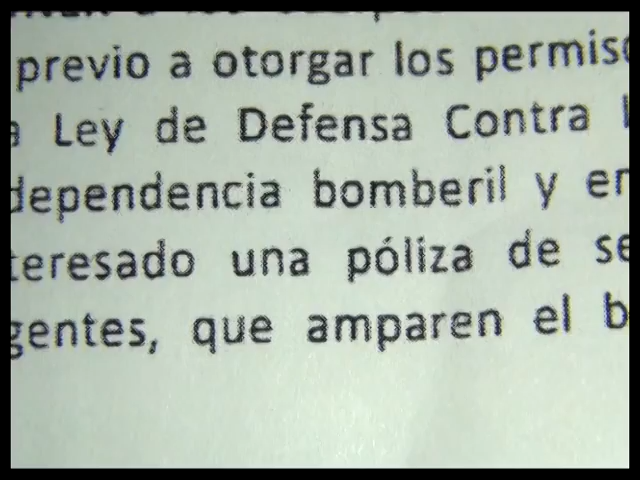 previo a otorgar los permiso
a Ley de Defensa Contra l
dependencia bomberil y en
teresado una póliza de se
gentes, que amparen el b